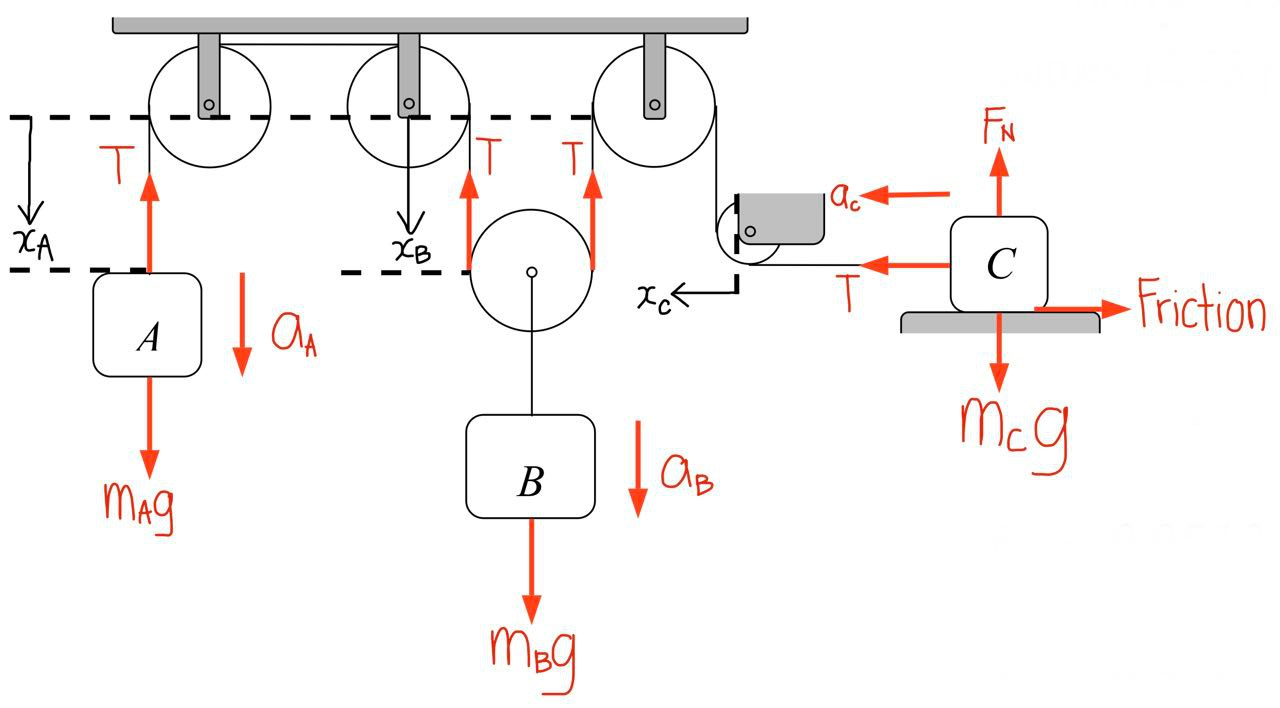 T
T
T
x_A
x_B
A
a_A
m_A g
B
a_B
m_B g
F_N
a_c
C
T
x_c
Friction
m_C g